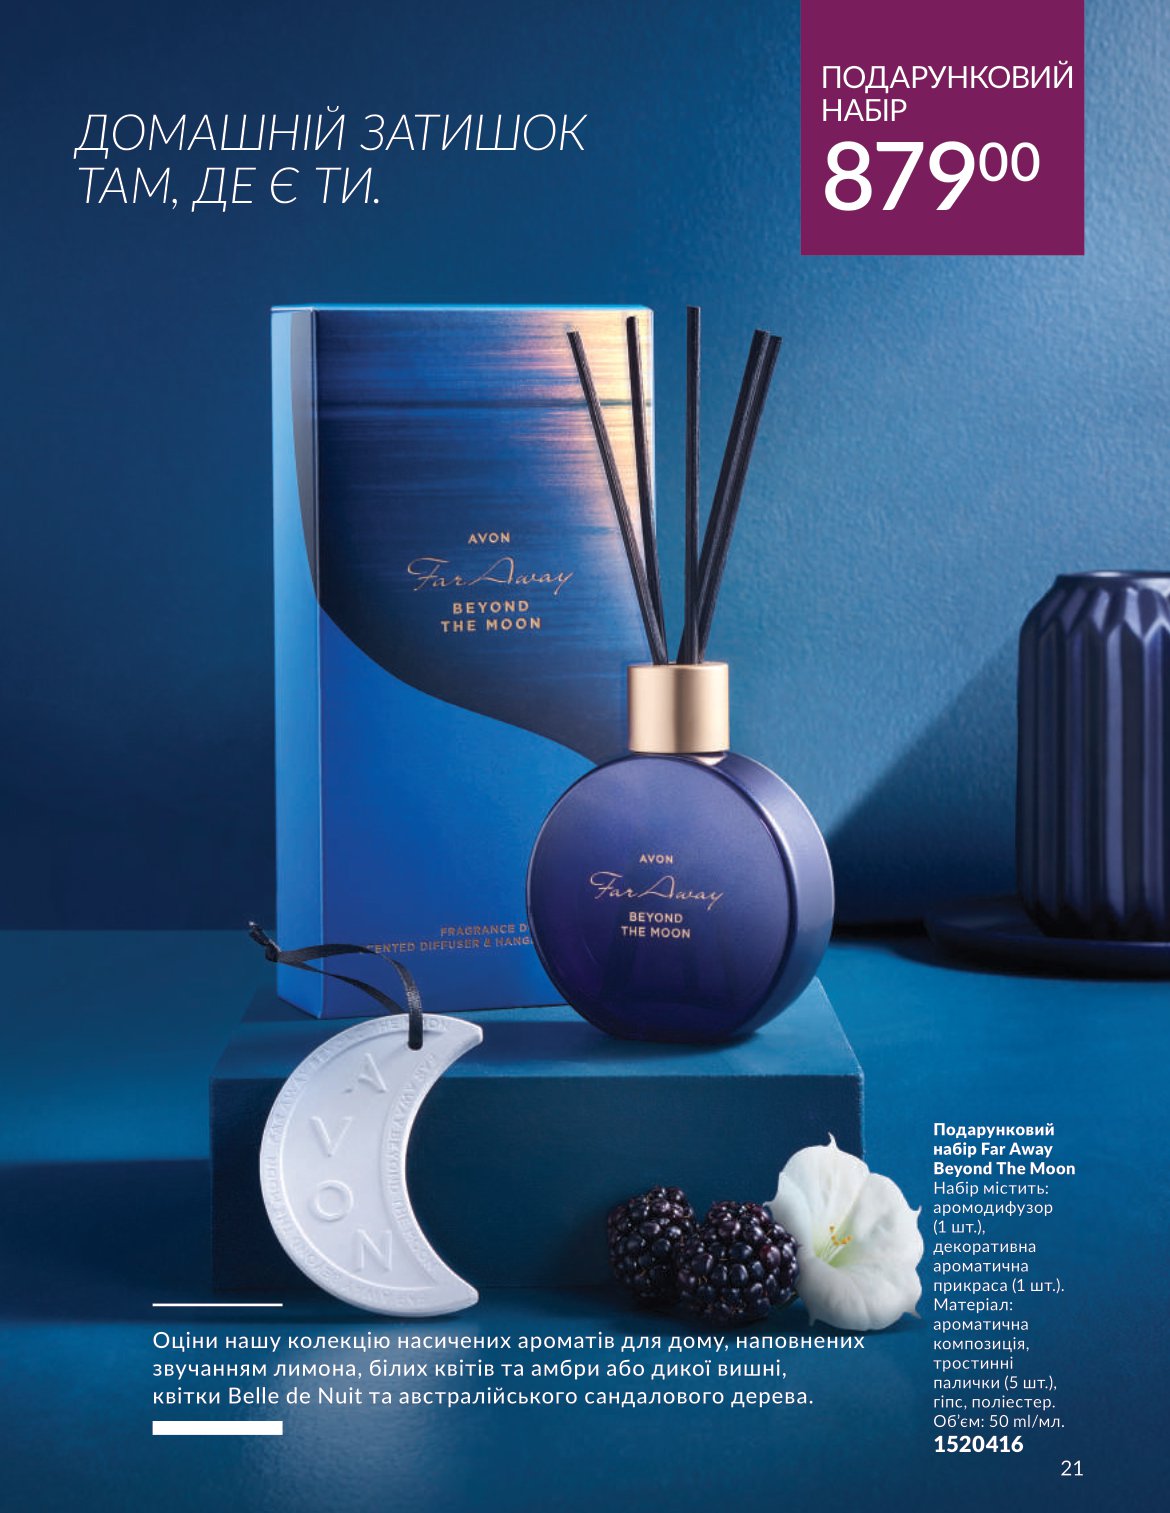 ДОМАШНІЙ ЗАТИШОК
ТАМ, ДЕ Є ТИ.
ПОДАРУНКОВИЙ
НАБІР
879⁰⁰
AVON
Far Away
BEYOND
THE MOON
FRAGRANCE D
CENTED DIFFUSER & HANG
AVON
Far Away
BEYOND
THE MOON
AVON
Оціни нашу колекцію насичених ароматів для дому, наповнених
звучанням лимона, білих квітів та амбри або дикої вишні,
квітки Belle de Nuit та австралійського сандалового дерева.
Подарунковий
набір Far Away
Beyond The Moon
Набір містить:
аромодифузор
(1 шт.),
декоративна
ароматична
прикраса (1 шт.).
Матеріал:
ароматична
композиція,
тростинні
палички (5 шт.),
гіпс, поліестер.
Об’єм: 50 ml/мл.
1520416
21